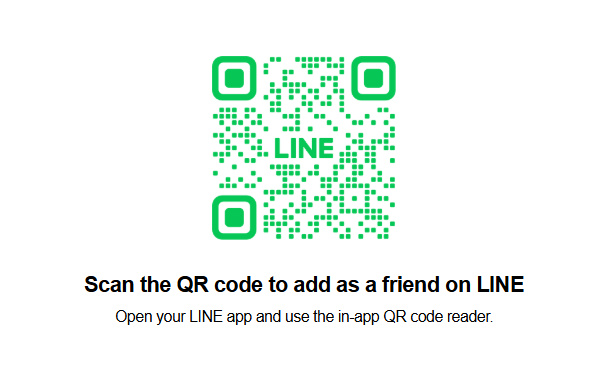 LINE
Scan the QR code to add as a friend on LINE
Open your LINE app and use the in-app QR code reader.